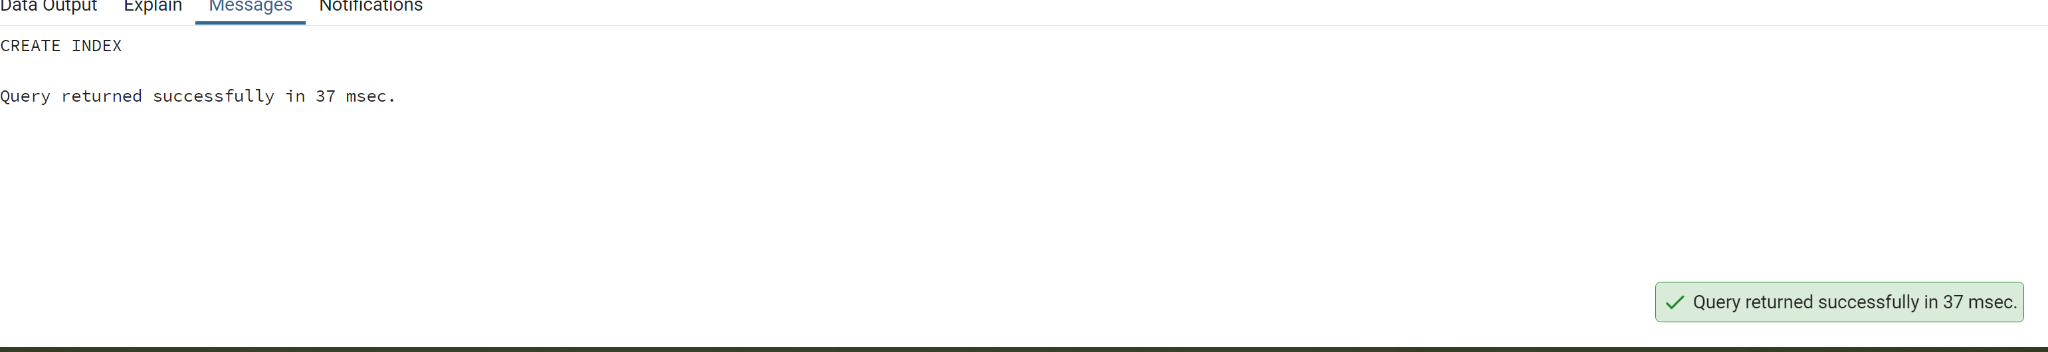 Data Output Explain Messages Notifications
CREATE INDEX
Query returned successfully in 37 msec.
Query returned successfully in 37 msec.